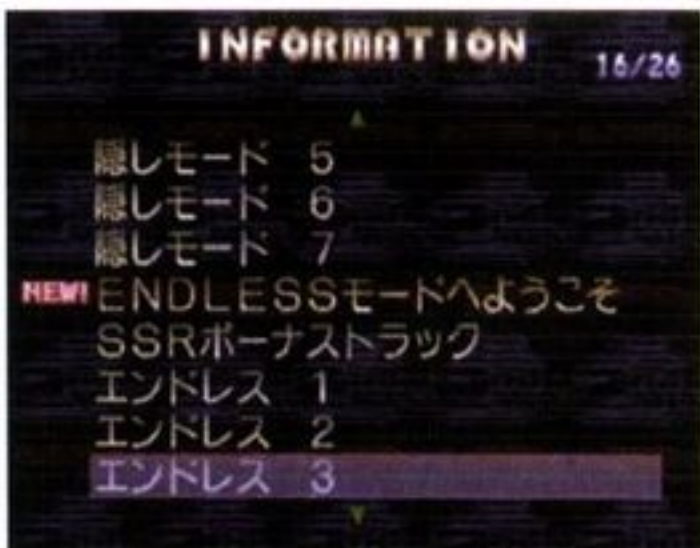 INFORMATION
16/26
隠しモード 5
隠しモード 6
隠しモード 7
NEW! ENDLESSモードへようこそ
SSRボーナストラック
エンドレス 1
エンドレス 2
エンドレス 3